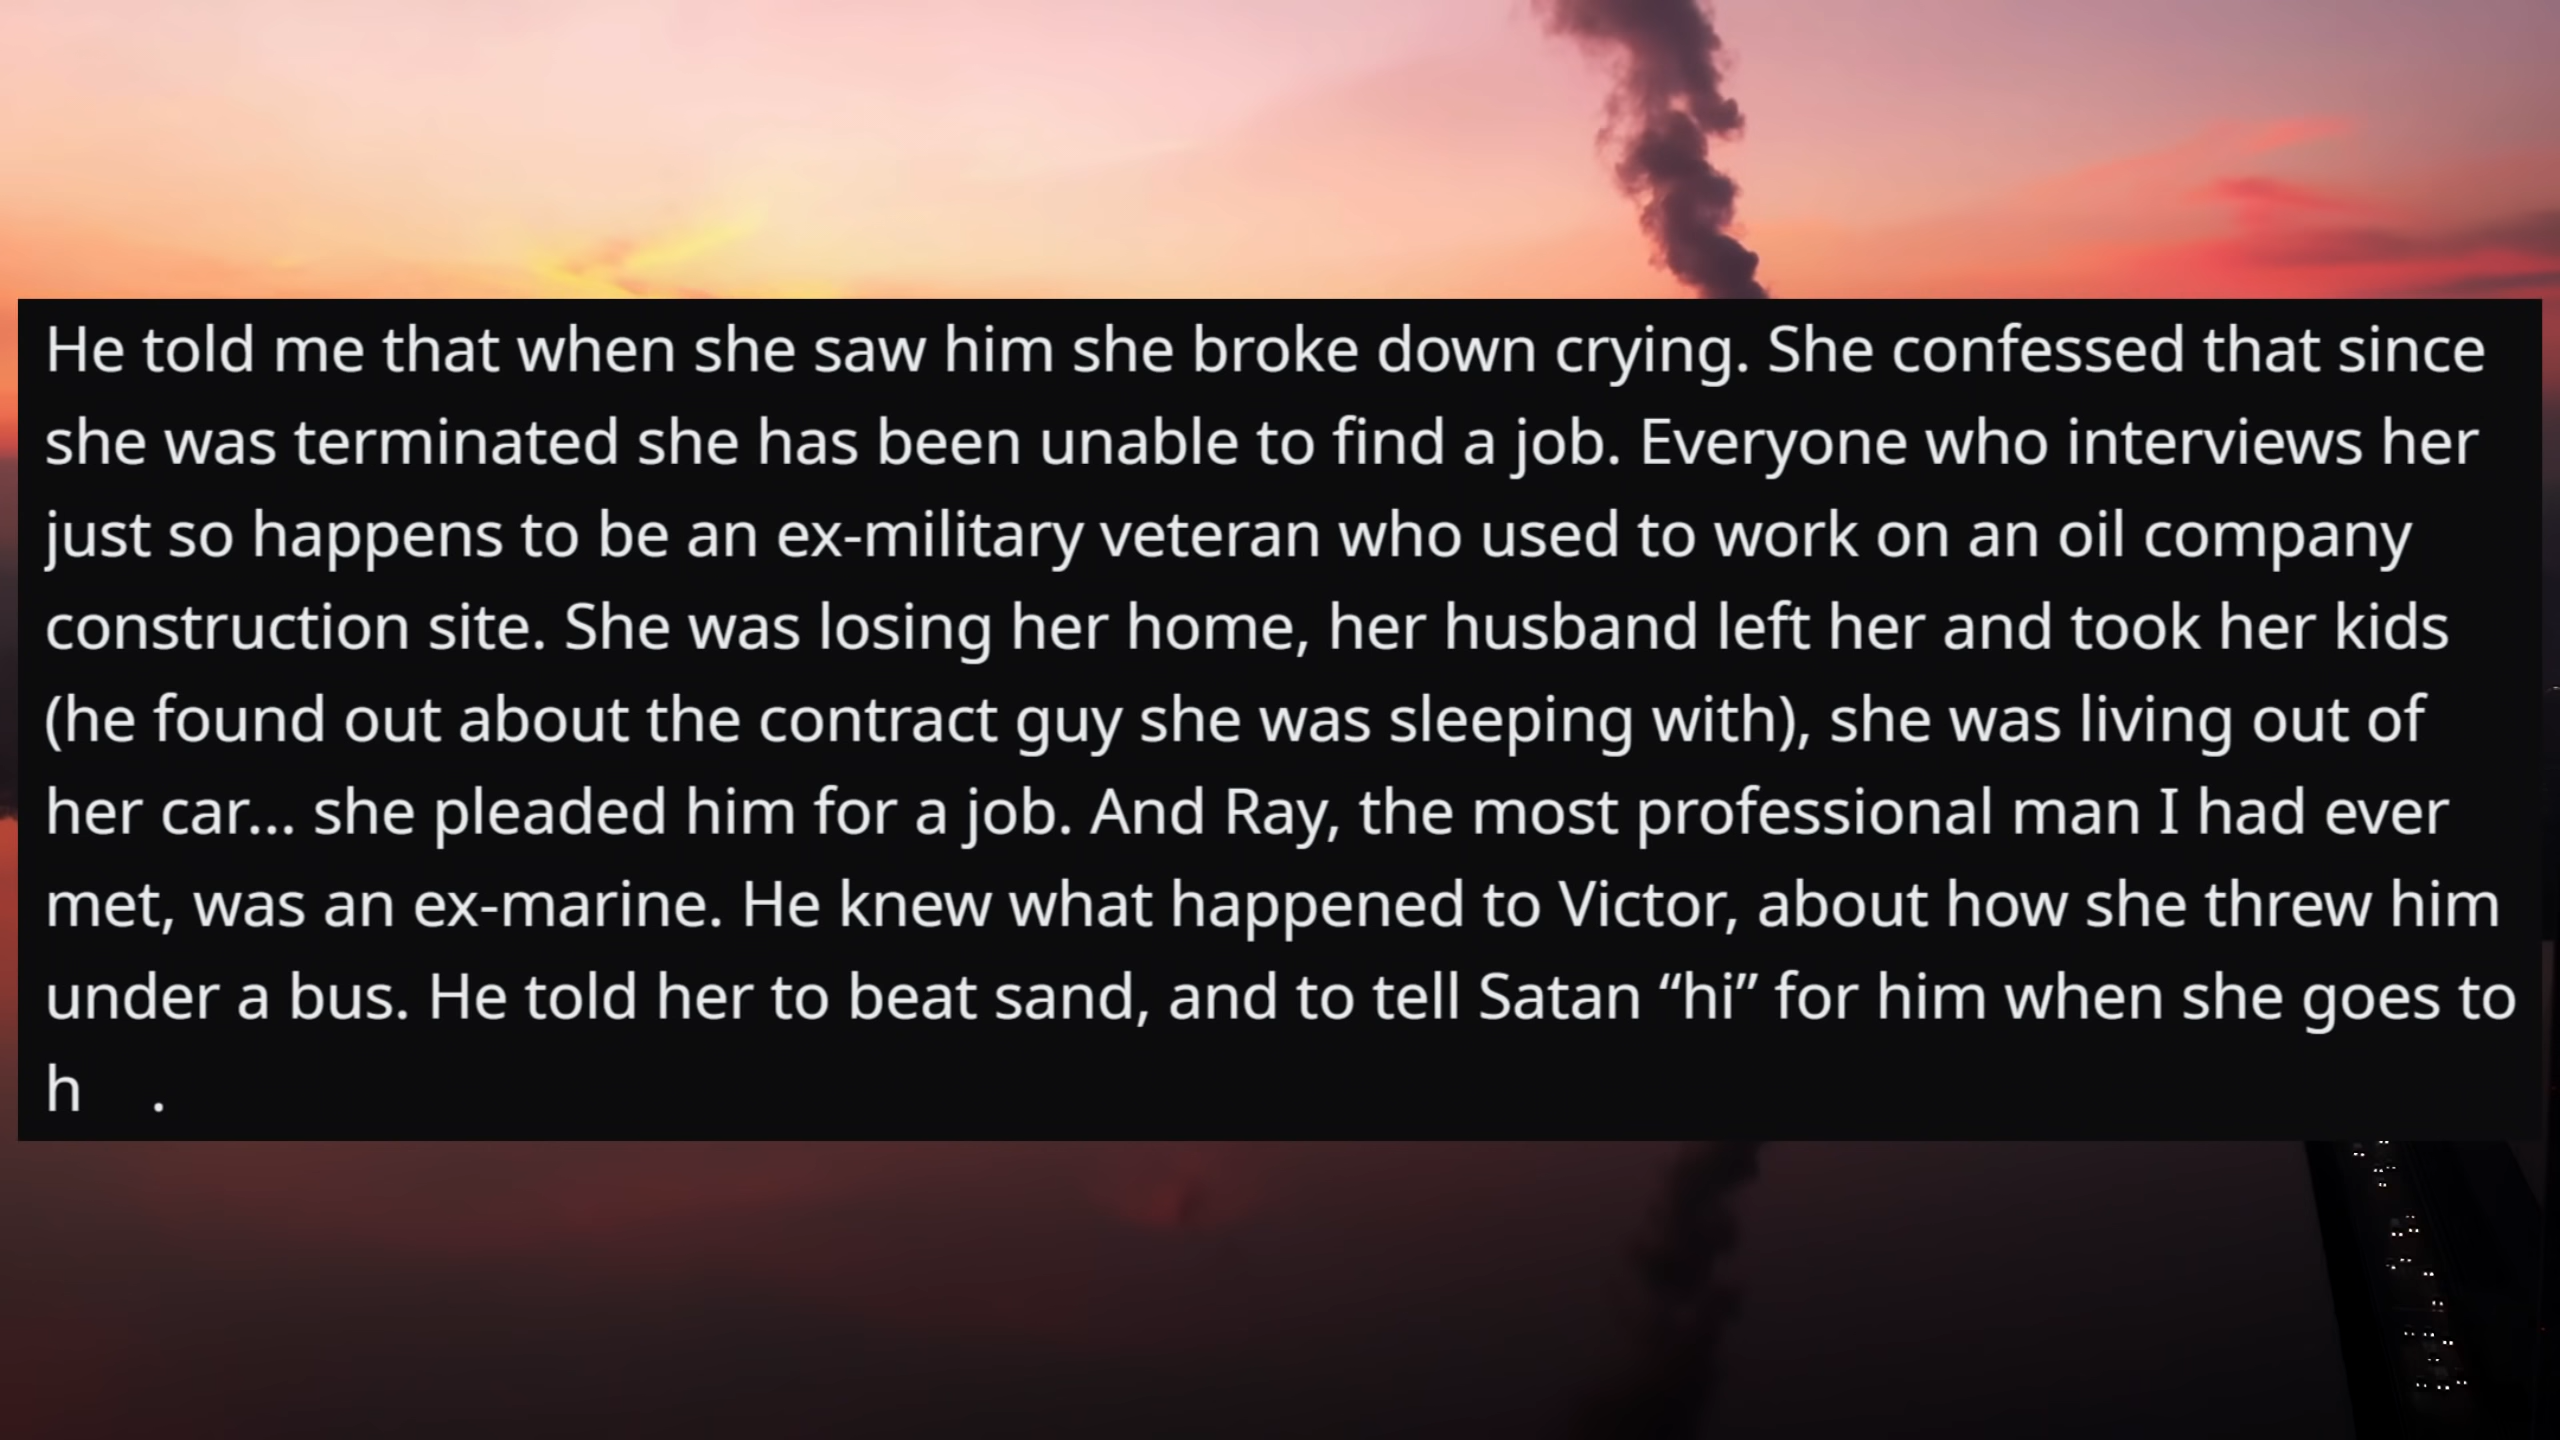 He told me that when she saw him she broke down crying. She confessed that since
she was terminated she has been unable to find a job. Everyone who interviews her
just so happens to be an ex-military veteran who used to work on an oil company
construction site. She was losing her home, her husband left her and took her kids
(he found out about the contract guy she was sleeping with), she was living out of
her car... she pleaded him for a job. And Ray, the most professional man I had ever
met, was an ex-marine. He knew what happened to Victor, about how she threw him
under a bus. He told her to beat sand, and to tell Satan “hi” for him when she goes to
h .